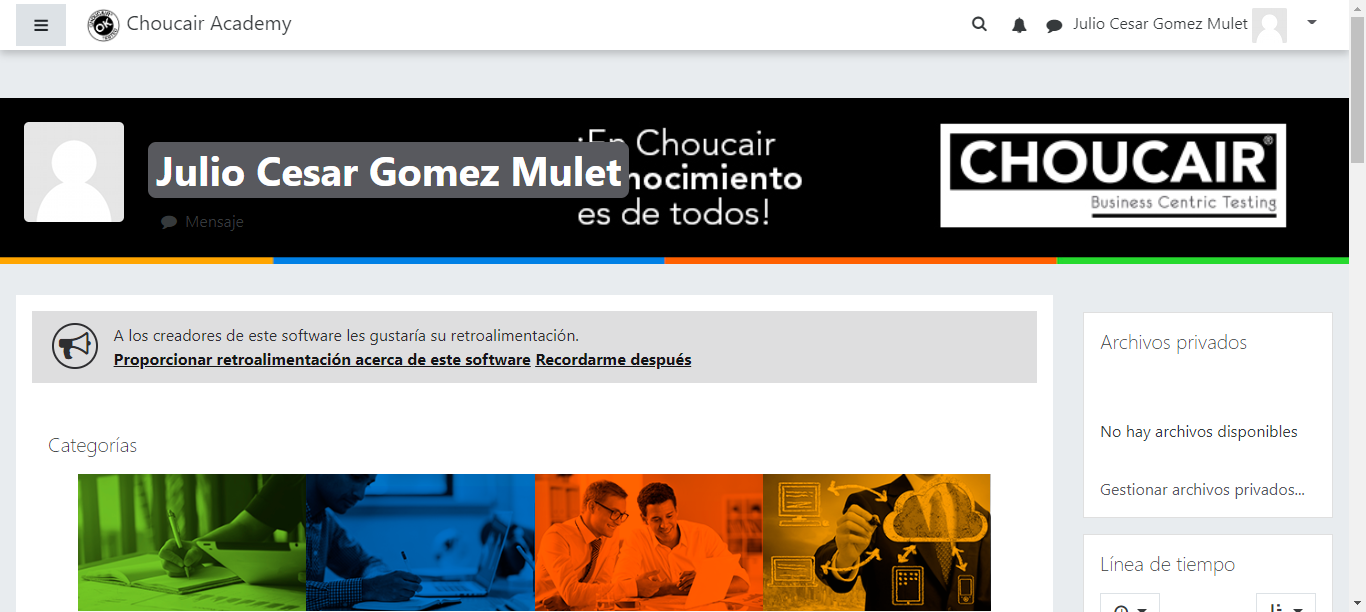 Choucair Academy
Julio Cesar Gomez Mulet
Julio Cesar Gomez Mulet
Mensaje
¡En Choucair
nocimiento
es de todos!
CHOUCAIR®
Business Centric Testing
A los creadores de este software les gustaría su retroalimentación.
Proporcionar retroalimentación acerca de este software Recordarme después
Categorías
Archivos privados
No hay archivos disponibles
Gestionar archivos privados...
Línea de tiempo